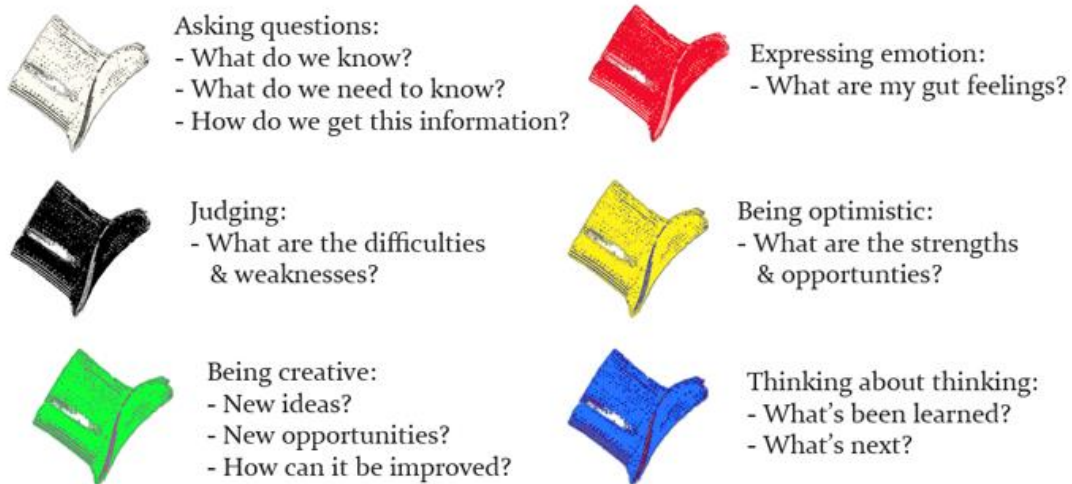 Asking questions:
- What do we know?
- What do we need to know?
- How do we get this information?
Expressing emotion:
- What are my gut feelings?
Judging:
- What are the difficulties
& weaknesses?
Being optimistic:
- What are the strengths
& opportunties?
Being creative:
- New ideas?
- New opportunities?
- How can it be improved?
Thinking about thinking:
- What’s been learned?
- What’s next?